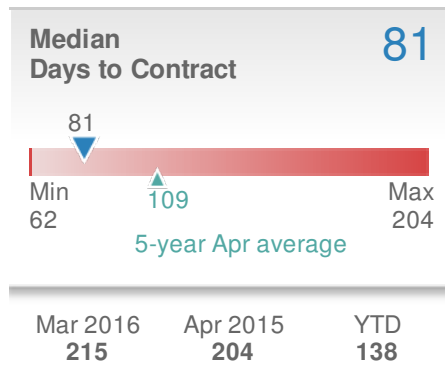 Median 81
Days to Contract
81
109
Min Max
62 204
5-year Apr average
Mar 2016 Apr 2015 YTD
215 204 138